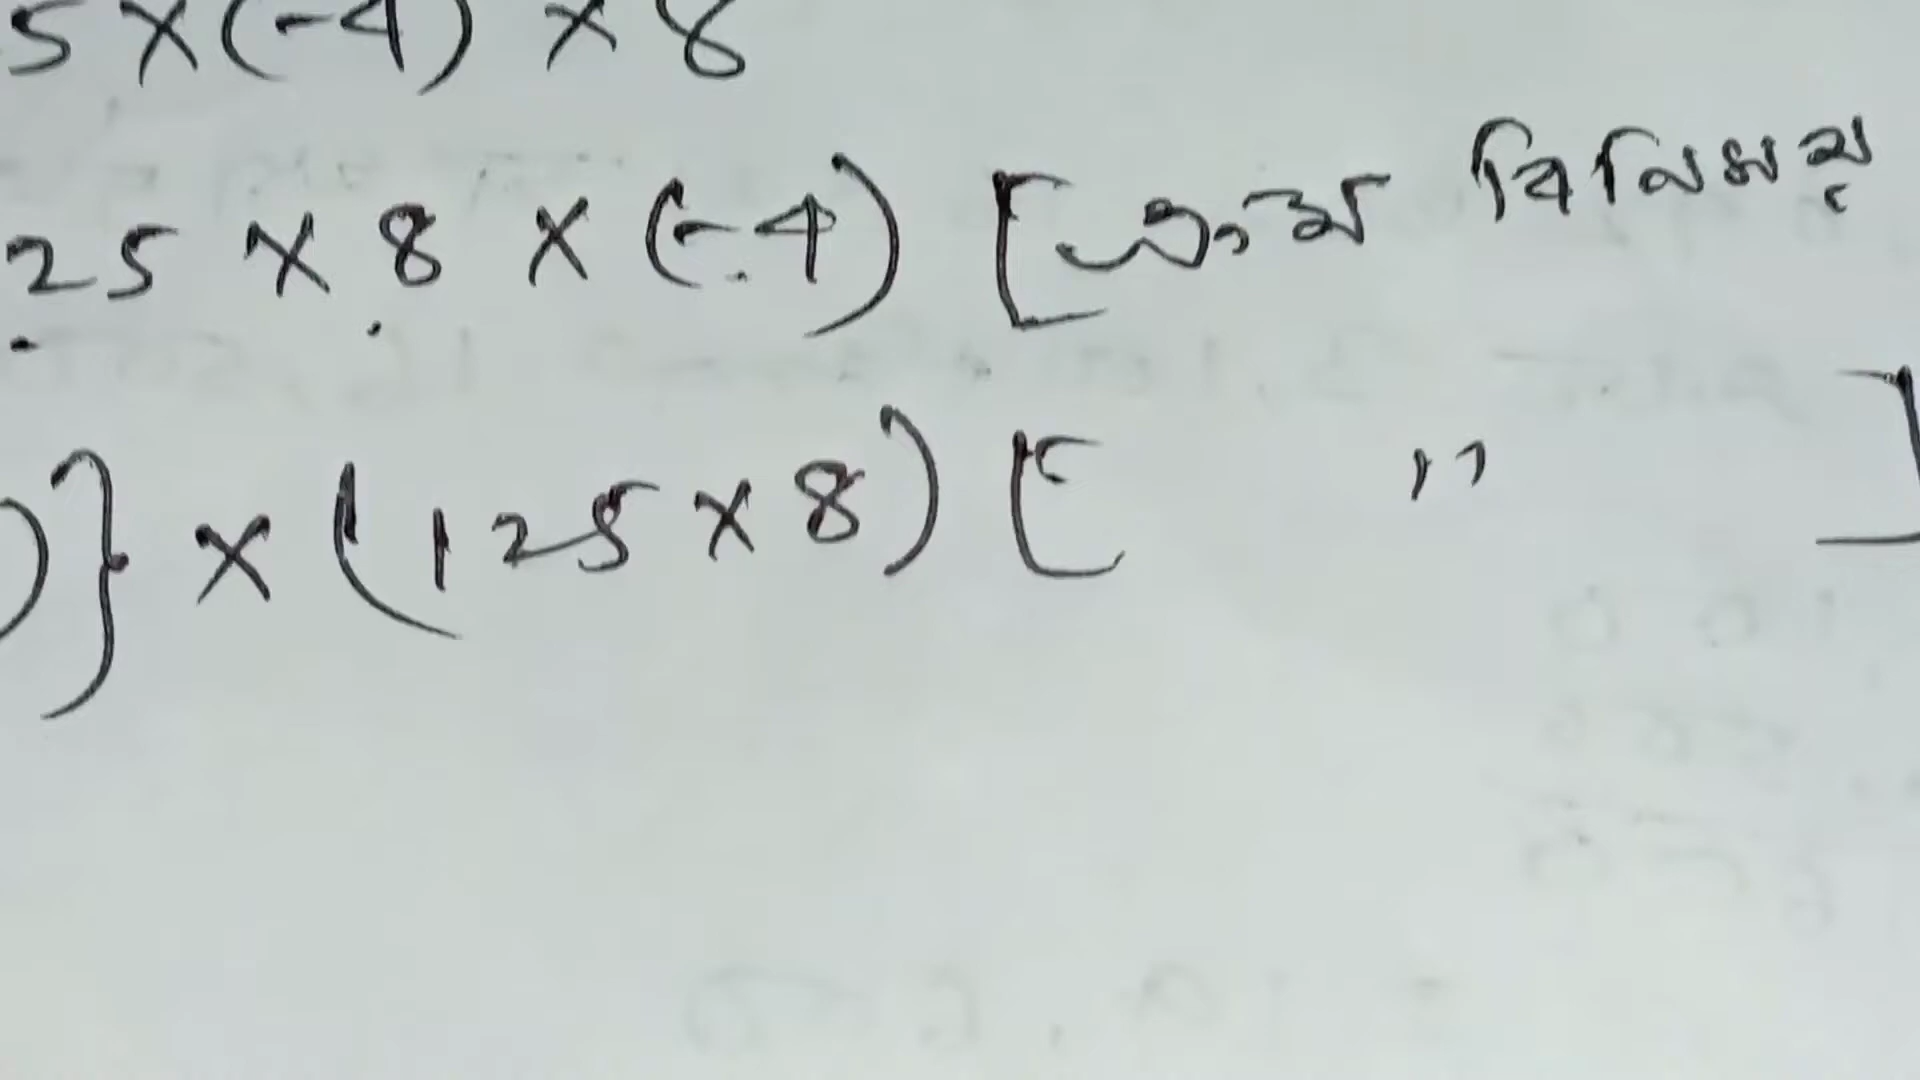 5 × (-4) × 8
25 × 8 × (-4) [ বিনিময়
)} × (125 × 8) [ " ]